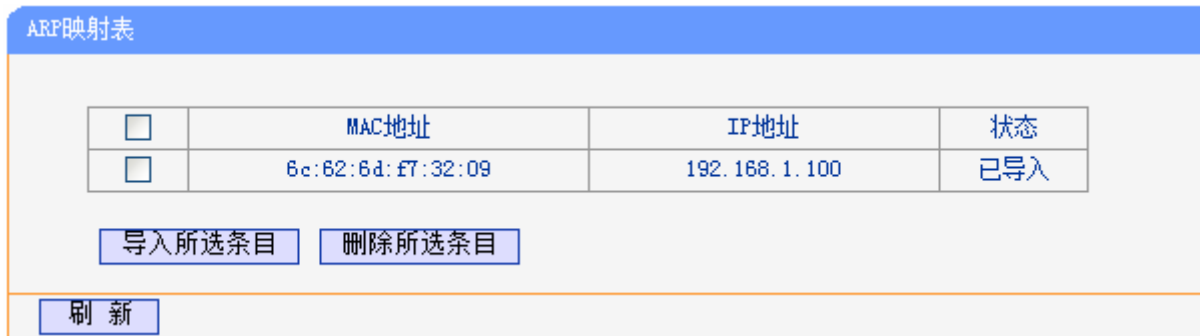 ARP映射表
MAC地址 IP地址 状态
6c:62:6d:f7:32:09 192.168.1.100 已导入
导入所选条目 删除所选条目
刷 新